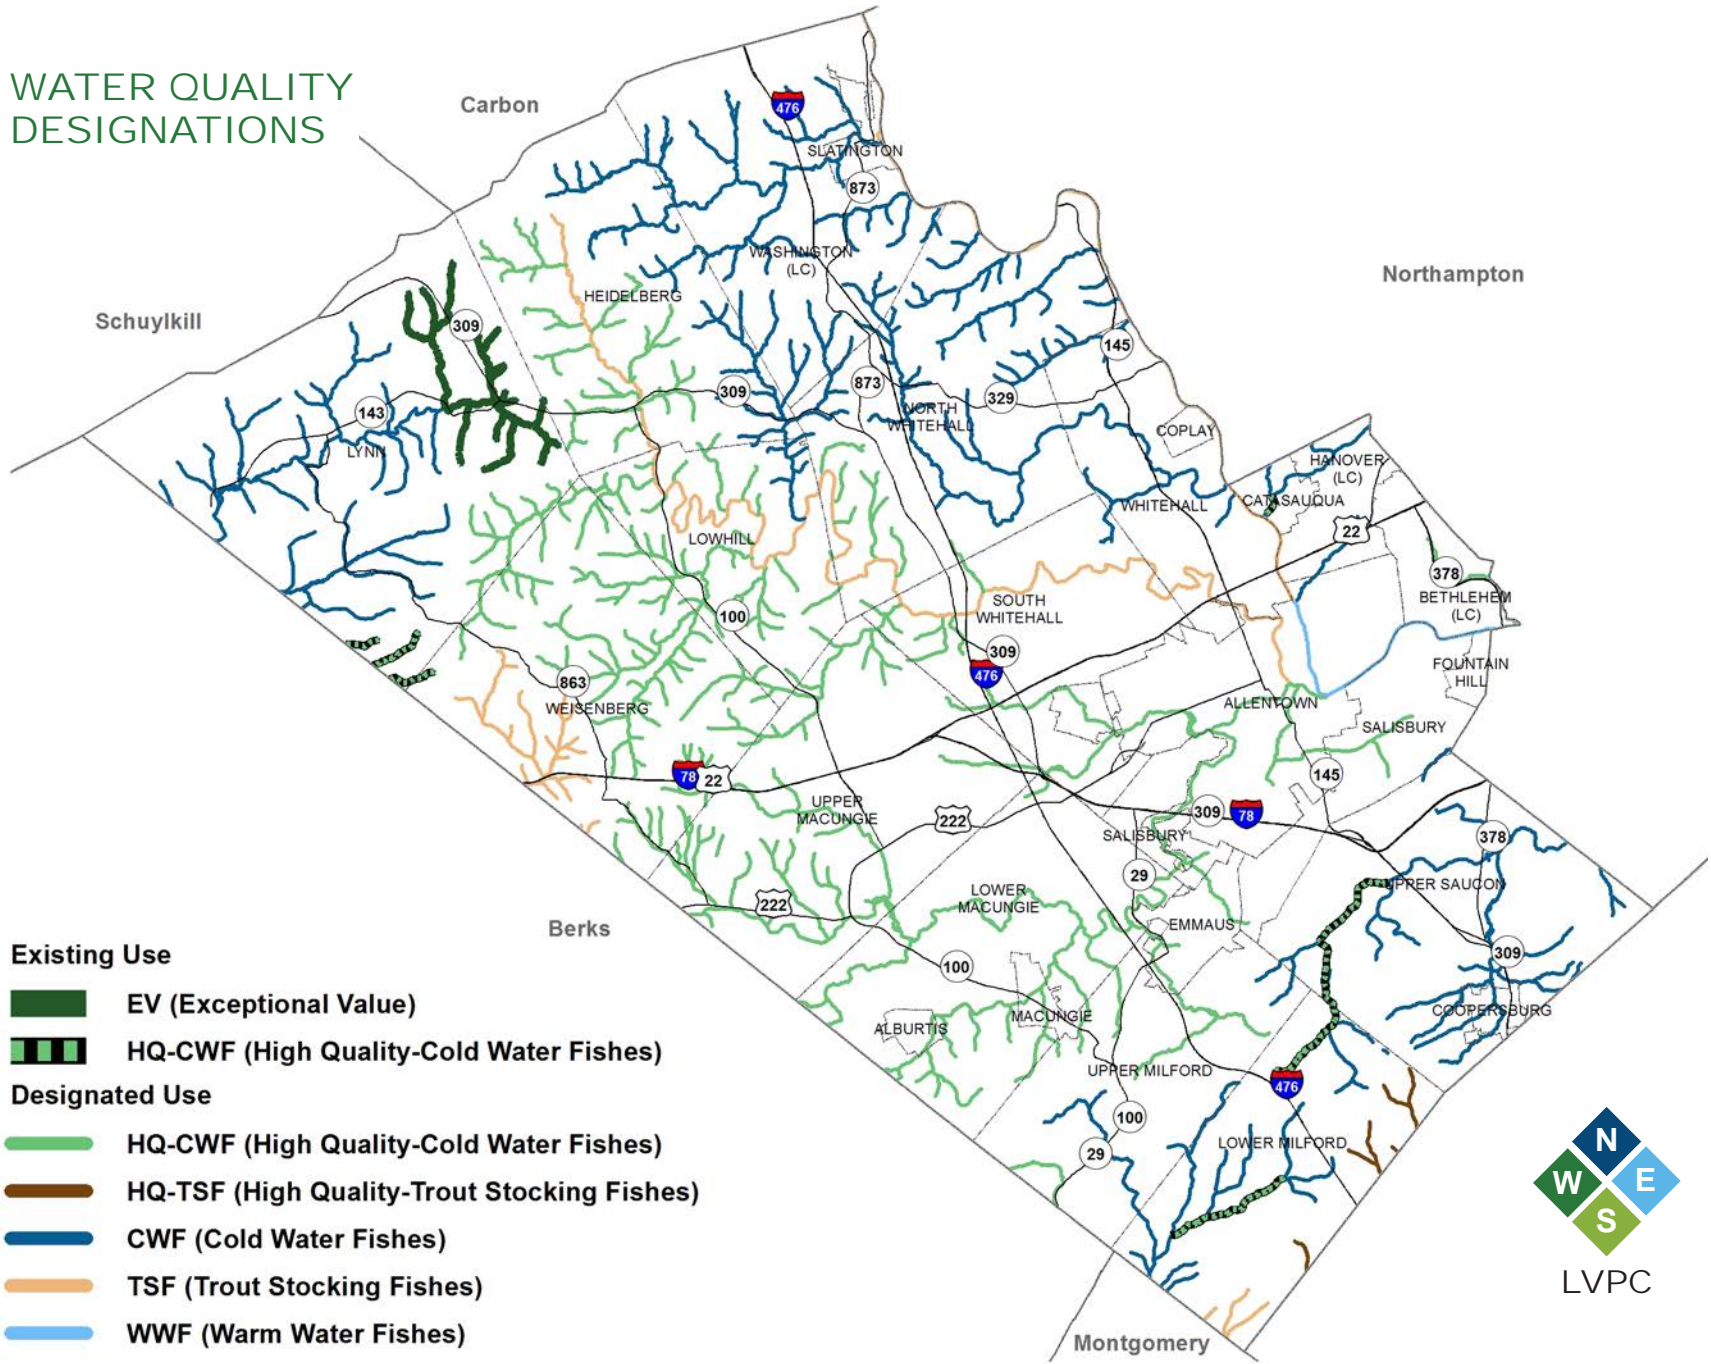 WATER QUALITY
DESIGNATIONS
Carbon
476
SLATINGTON
873
WASHINGTON
(LC)
Northampton
HEIDELBERG
Schuylkill
309
145
309
873
329
143
NORTH
WHITEHALL
COPLAY
LYNN
HANOVER
(LC)
CATASAUQUA
WHITEHALL
22
LOWHILL
378
BETHLEHEM
(LC)
100
SOUTH
WHITEHALL
309
476
FOUNTAIN
HILL
863
WEISENBERG
ALLENTOWN
SALISBURY
78
22
145
UPPER
MACUNGIE
222
309
78
SALISBURY
378
29
UPPER SAUCON
LOWER
MACUNGIE
222
EMMAUS
Berks
309
100
COOPERSBURG
MACUNGIE
ALBURTIS
UPPER MILFORD
476
100
LOWER MILFORD
29
Montgomery
Existing Use
EV (Exceptional Value)
HQ-CWF (High Quality-Cold Water Fishes)
Designated Use
HQ-CWF (High Quality-Cold Water Fishes)
HQ-TSF (High Quality-Trout Stocking Fishes)
CWF (Cold Water Fishes)
TSF (Trout Stocking Fishes)
WWF (Warm Water Fishes)
N
W E
S
LVPC